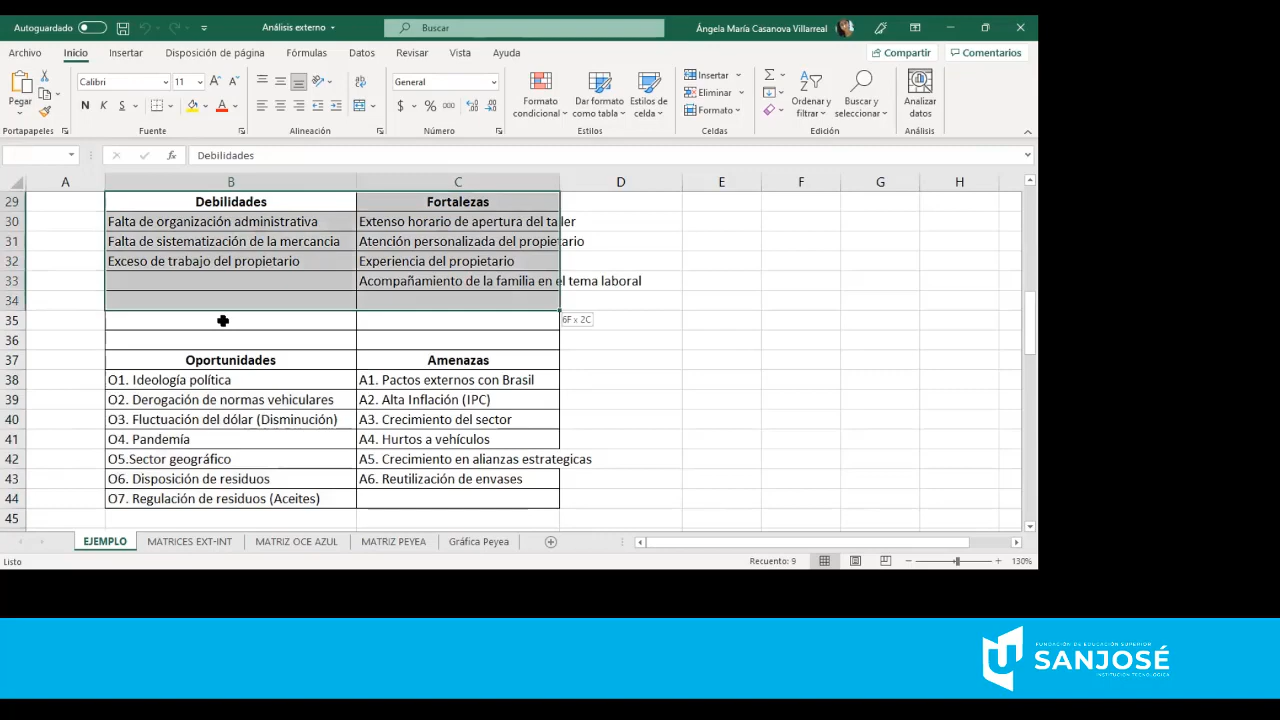 Autoguardado
Análisis externo
Buscar
Ángela María Casanova Villarreal
Archivo Inicio Insertar Disposición de página Fórmulas Datos Revisar Vista Ayuda
Compartir Comentarios
Pegar
Portapapeles
Calibri 11
N K S
Fuente
Alineación
General
$ % 000
Número
Formato condicional
Dar formato como tabla
Estilos de celda
Estilos
Insertar
Eliminar
Formato
Celdas
Ordenar y filtrar
Buscar y seleccionar
Edición
Analizar datos
Análisis
fx Debilidades
A B C D E F G H
29 Debilidades Fortalezas
30 Falta de organización administrativa Extenso horario de apertura del taller
31 Falta de sistematización de la mercancia Atención personalizada del propietario
32 Exceso de trabajo del propietario Experiencia del propietario
33 Acompañamiento de la familia en el tema laboral
34
35 6F x 2C
36
37 Oportunidades Amenazas
38 O1. Ideología política A1. Pactos externos con Brasil
39 O2. Derogación de normas vehiculares A2. Alta Inflación (IPC)
40 O3. Fluctuación del dólar (Disminución) A3. Crecimiento del sector
41 O4. Pandemía A4. Hurtos a vehículos
42 O5.Sector geográfico A5. Crecimiento en alianzas estrategicas
43 O6. Disposición de residuos A6. Reutilización de envases
44 O7. Regulación de residuos (Aceites)
45
EJEMPLO MATRICES EXT-INT MATRIZ OCE AZUL MATRIZ PEYEA Gráfica Peyea
Listo Recuento: 9 130%
FUNDACIÓN DE EDUCACIÓN SUPERIOR
SANJOSÉ
INSTITUCIÓN TECNOLÓGICA